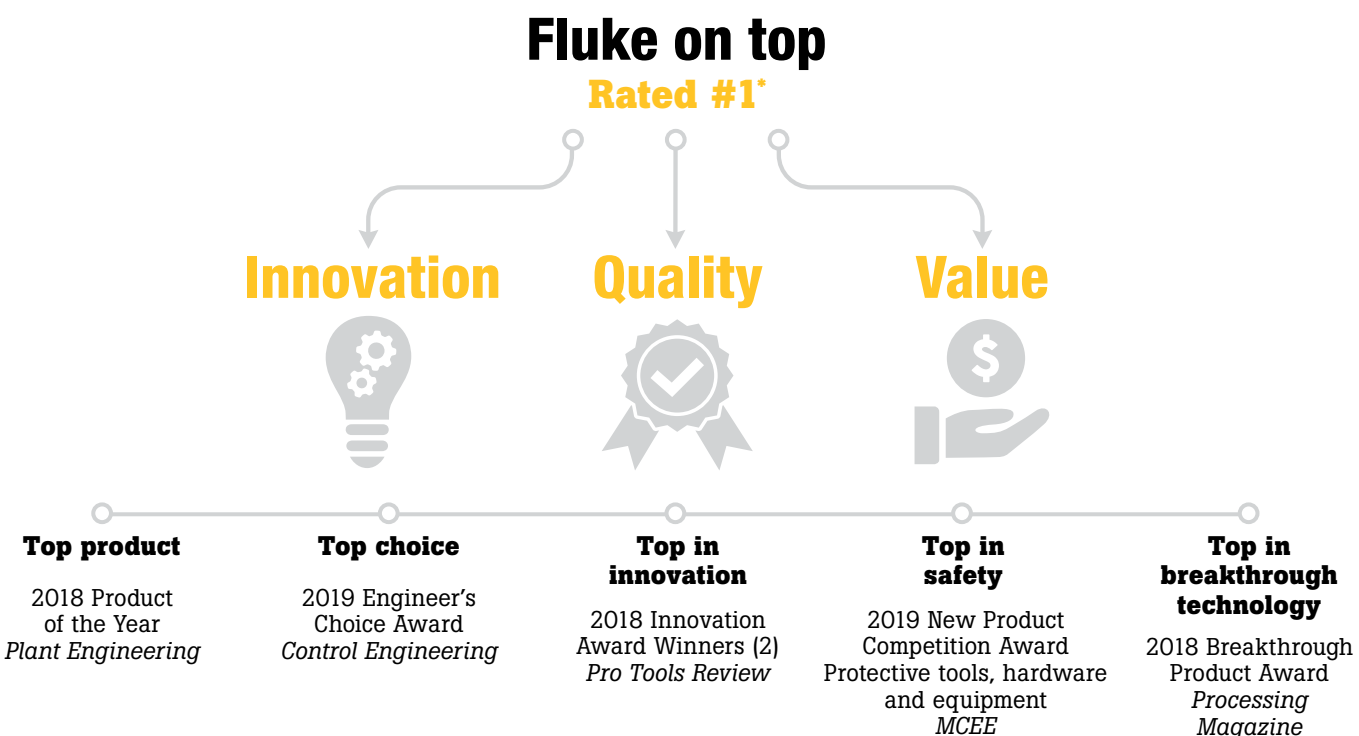 Fluke on top
Rated #1*
Innovation
Quality
Value
$
Top product
2018 Product
of the Year
Plant Engineering
Top choice
2019 Engineer's
Choice Award
Control Engineering
Top in
innovation
2018 Innovation
Award Winners (2)
Pro Tools Review
Top in
safety
2019 New Product
Competition Award
Protective tools, hardware
and equipment
MCEE
Top in
breakthrough
technology
2018 Breakthrough
Product Award
Processing
Magazine